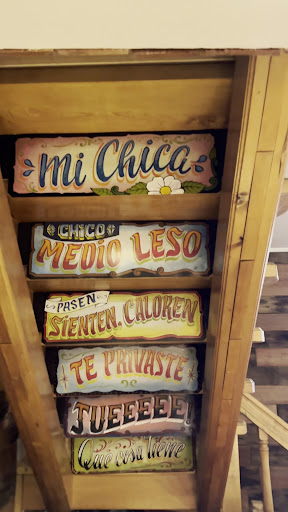 mi Chica
CHICO
MEDIO LESO
PASEN
SIENTEN. CALOREN
TE PRIVASTE
JUEEEEE
Qué cosa tiene